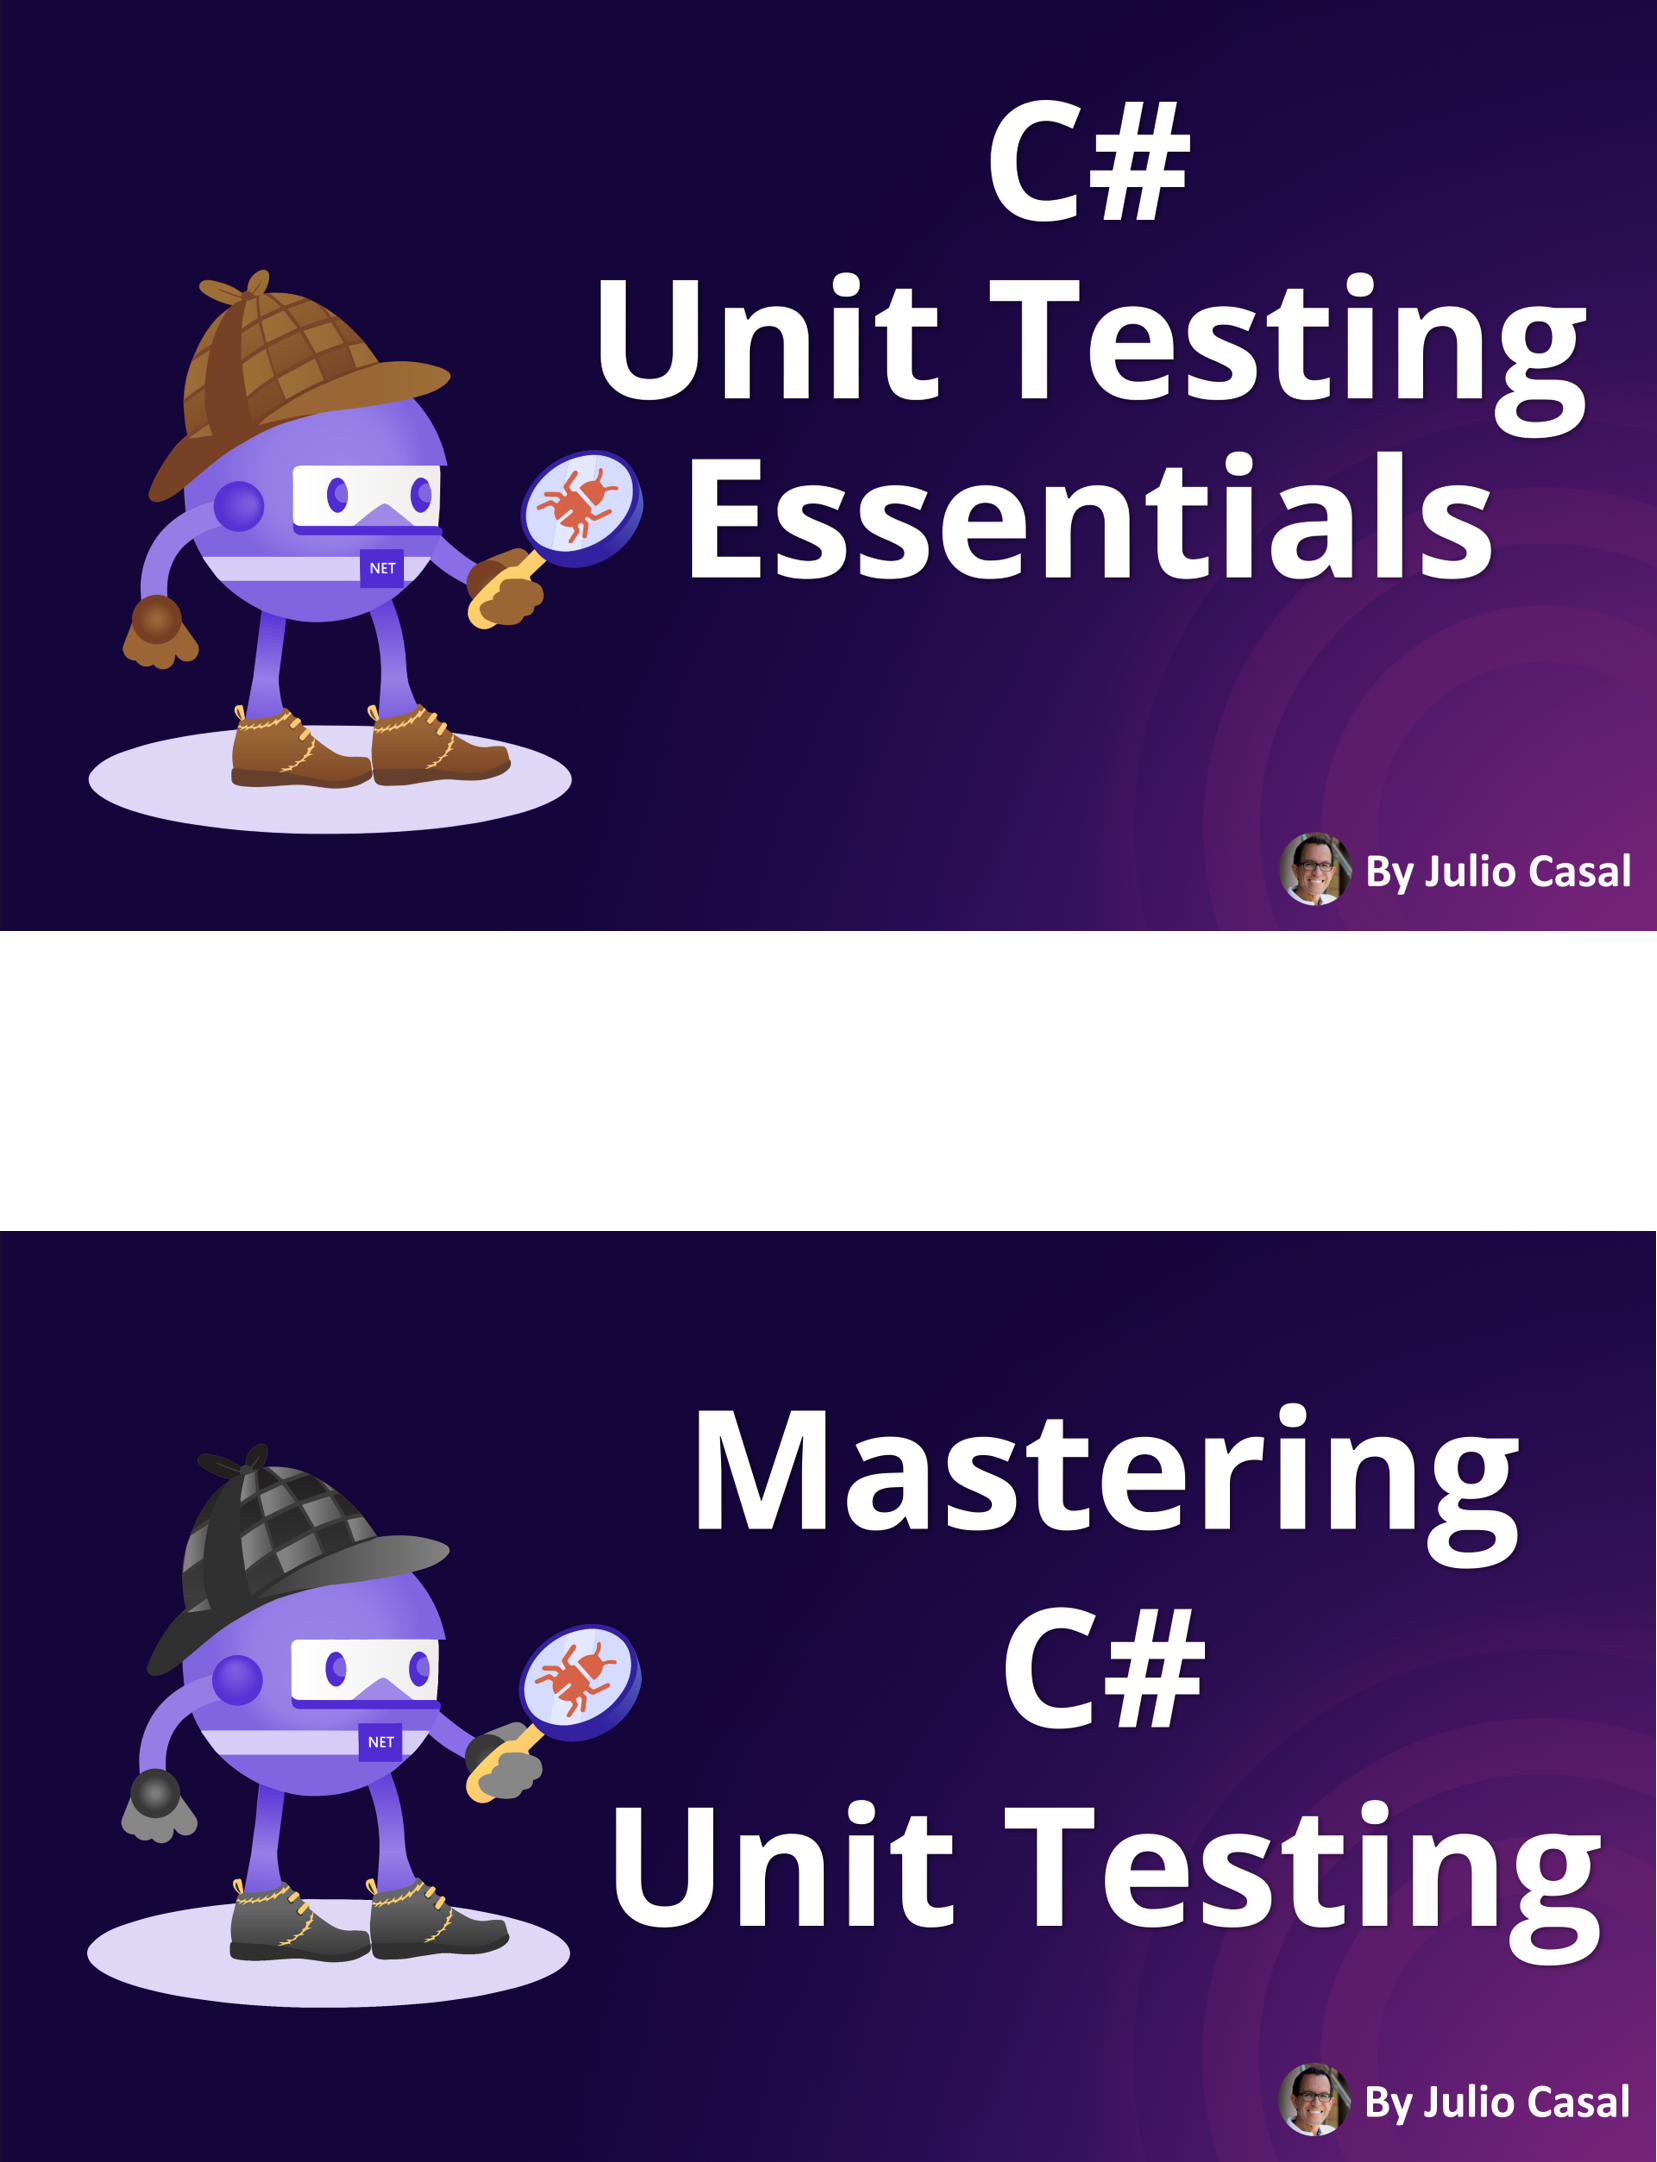 C#
Unit Testing
Essentials
NET
By Julio Casal
Mastering
C#
Unit Testing
NET
By Julio Casal